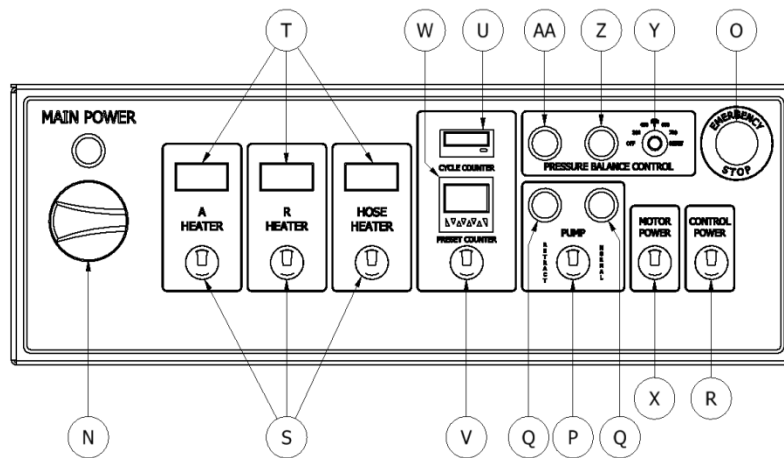 T W U AA Z Y O
MAIN POWER
EMERGENCY
STOP
A
HEATER
R
HEATER
HOSE
HEATER
CYCLE COUNTER
PRESET COUNTER
OFF
RESET
PRESSURE BALANCE CONTROL
PUMP
RETRACT
NORMAL
MOTOR
POWER
CONTROL
POWER
N S V Q P Q X R